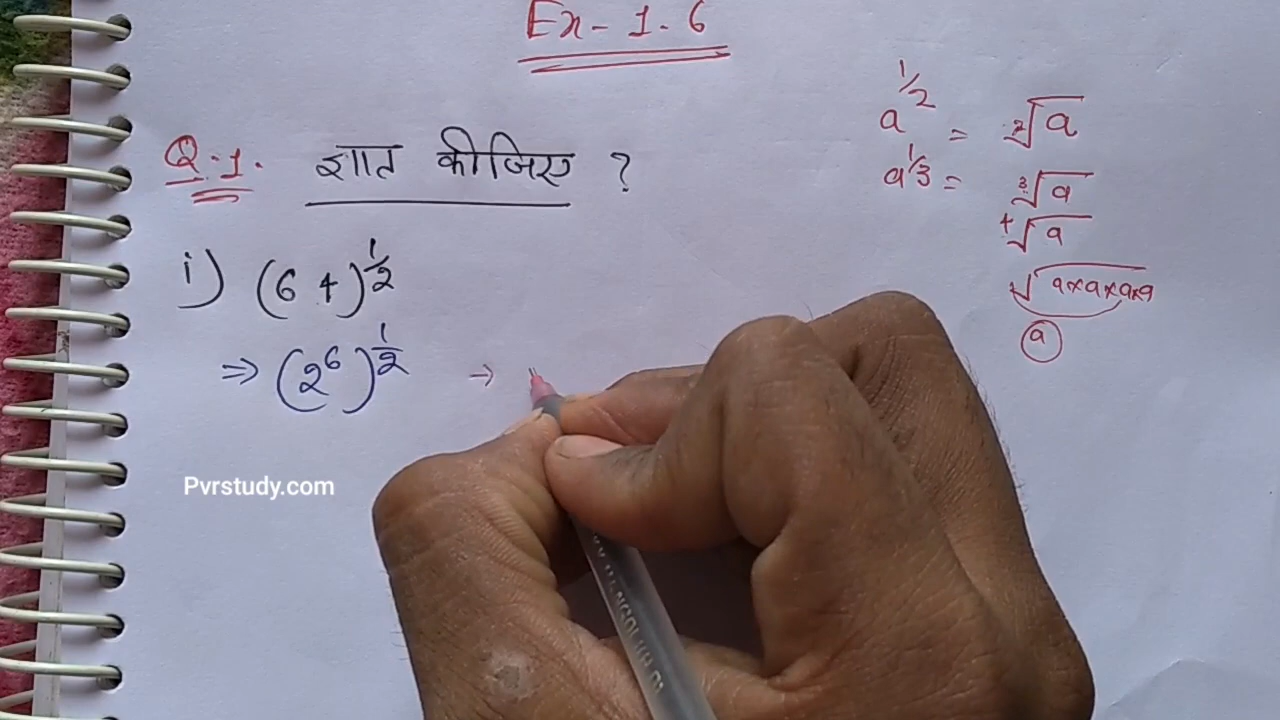 Ex-1.6
Q.1. ज्ञात कीजिए ?
i) (64)^1/2
⇒ (2^6)^1/2 →
a^1/2 = ²√a
a^1/3 = ³√a
⁴√a
√a×a×a×a
a
Pvrstudy.com